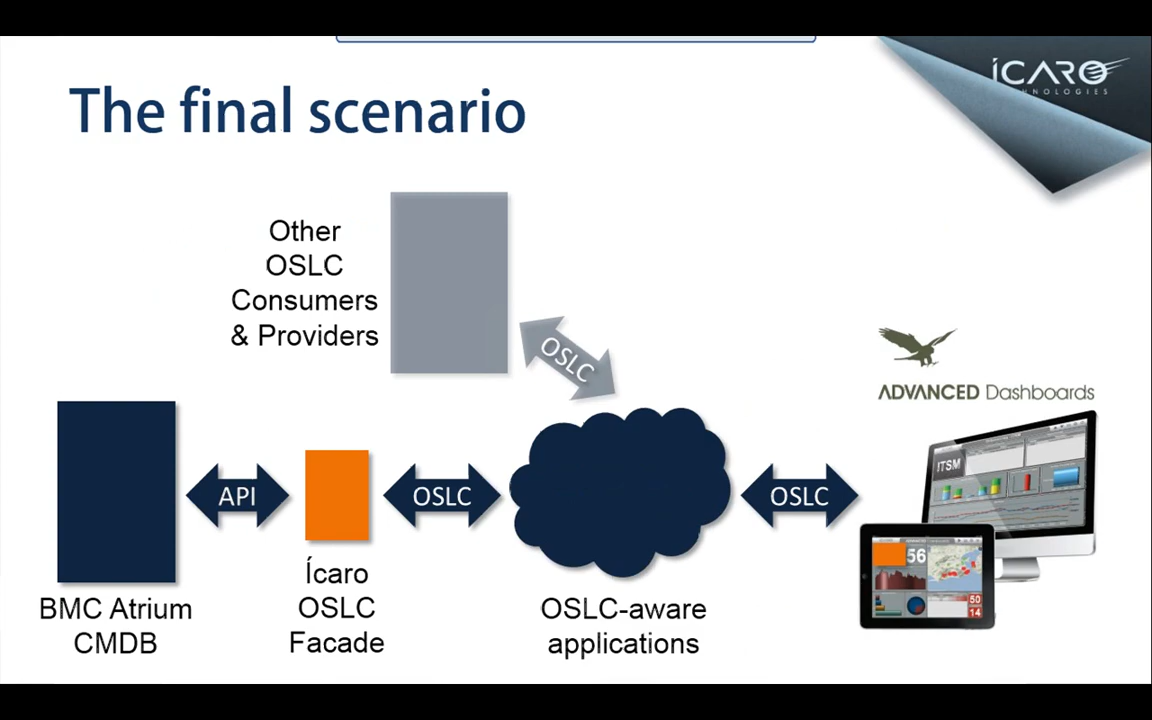 The final scenario
ÍCARO
Other
OSLC
Consumers
& Providers
OSLC
ADVANCED Dashboards
API
OSLC
OSLC
ITSM
56
50
14
BMC Atrium
CMDB
Ícaro
OSLC
Facade
OSLC-aware
applications